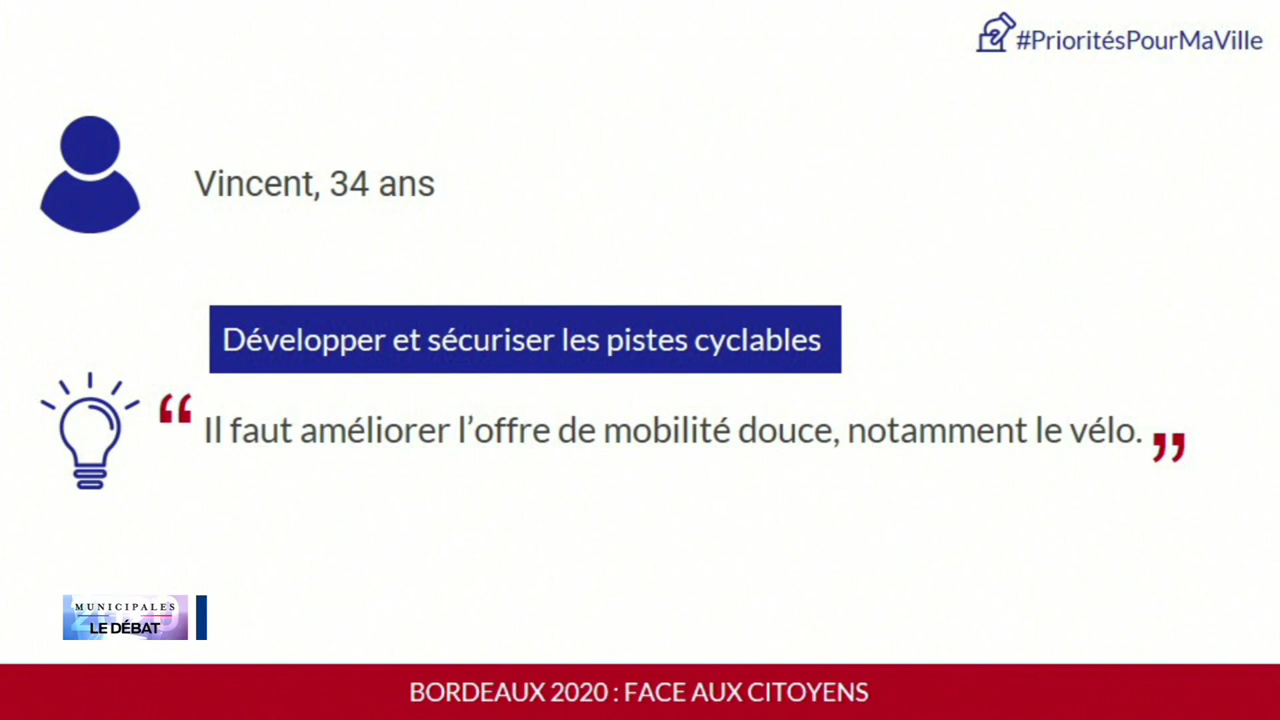 #PrioritésPourMaVille
Vincent, 34 ans
Développer et sécuriser les pistes cyclables
“ Il faut améliorer l’offre de mobilité douce, notamment le vélo. ”
MUNICIPALES
2020
LE DÉBAT
BORDEAUX 2020 : FACE AUX CITOYENS